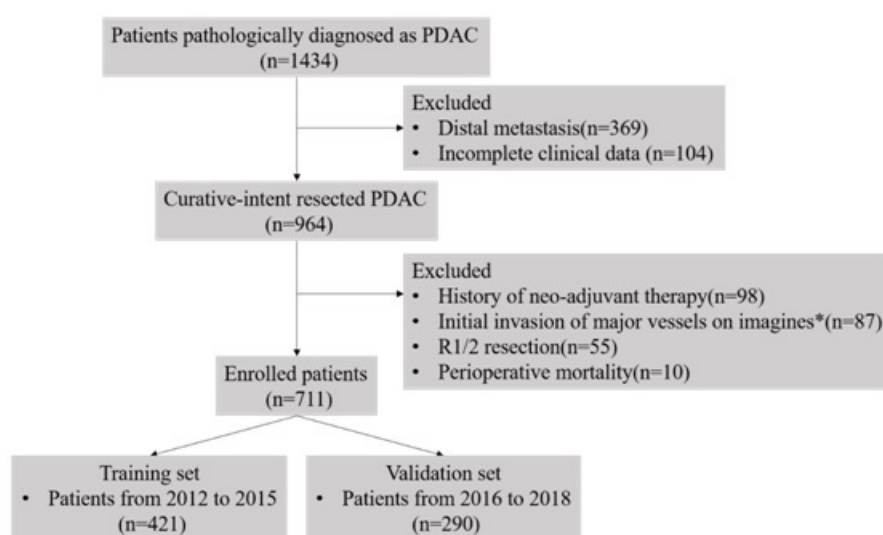 Patients pathologically diagnosed as PDAC
(n=1434)
Excluded
• Distal metastasis(n=369)
• Incomplete clinical data (n=104)
Curative-intent resected PDAC
(n=964)
Excluded
• History of neo-adjuvant therapy(n=98)
• Initial invasion of major vessels on imagines*(n=87)
• R1/2 resection(n=55)
• Perioperative mortality(n=10)
Enrolled patients
(n=711)
Training set
• Patients from 2012 to 2015
(n=421)
Validation set
• Patients from 2016 to 2018
(n=290)